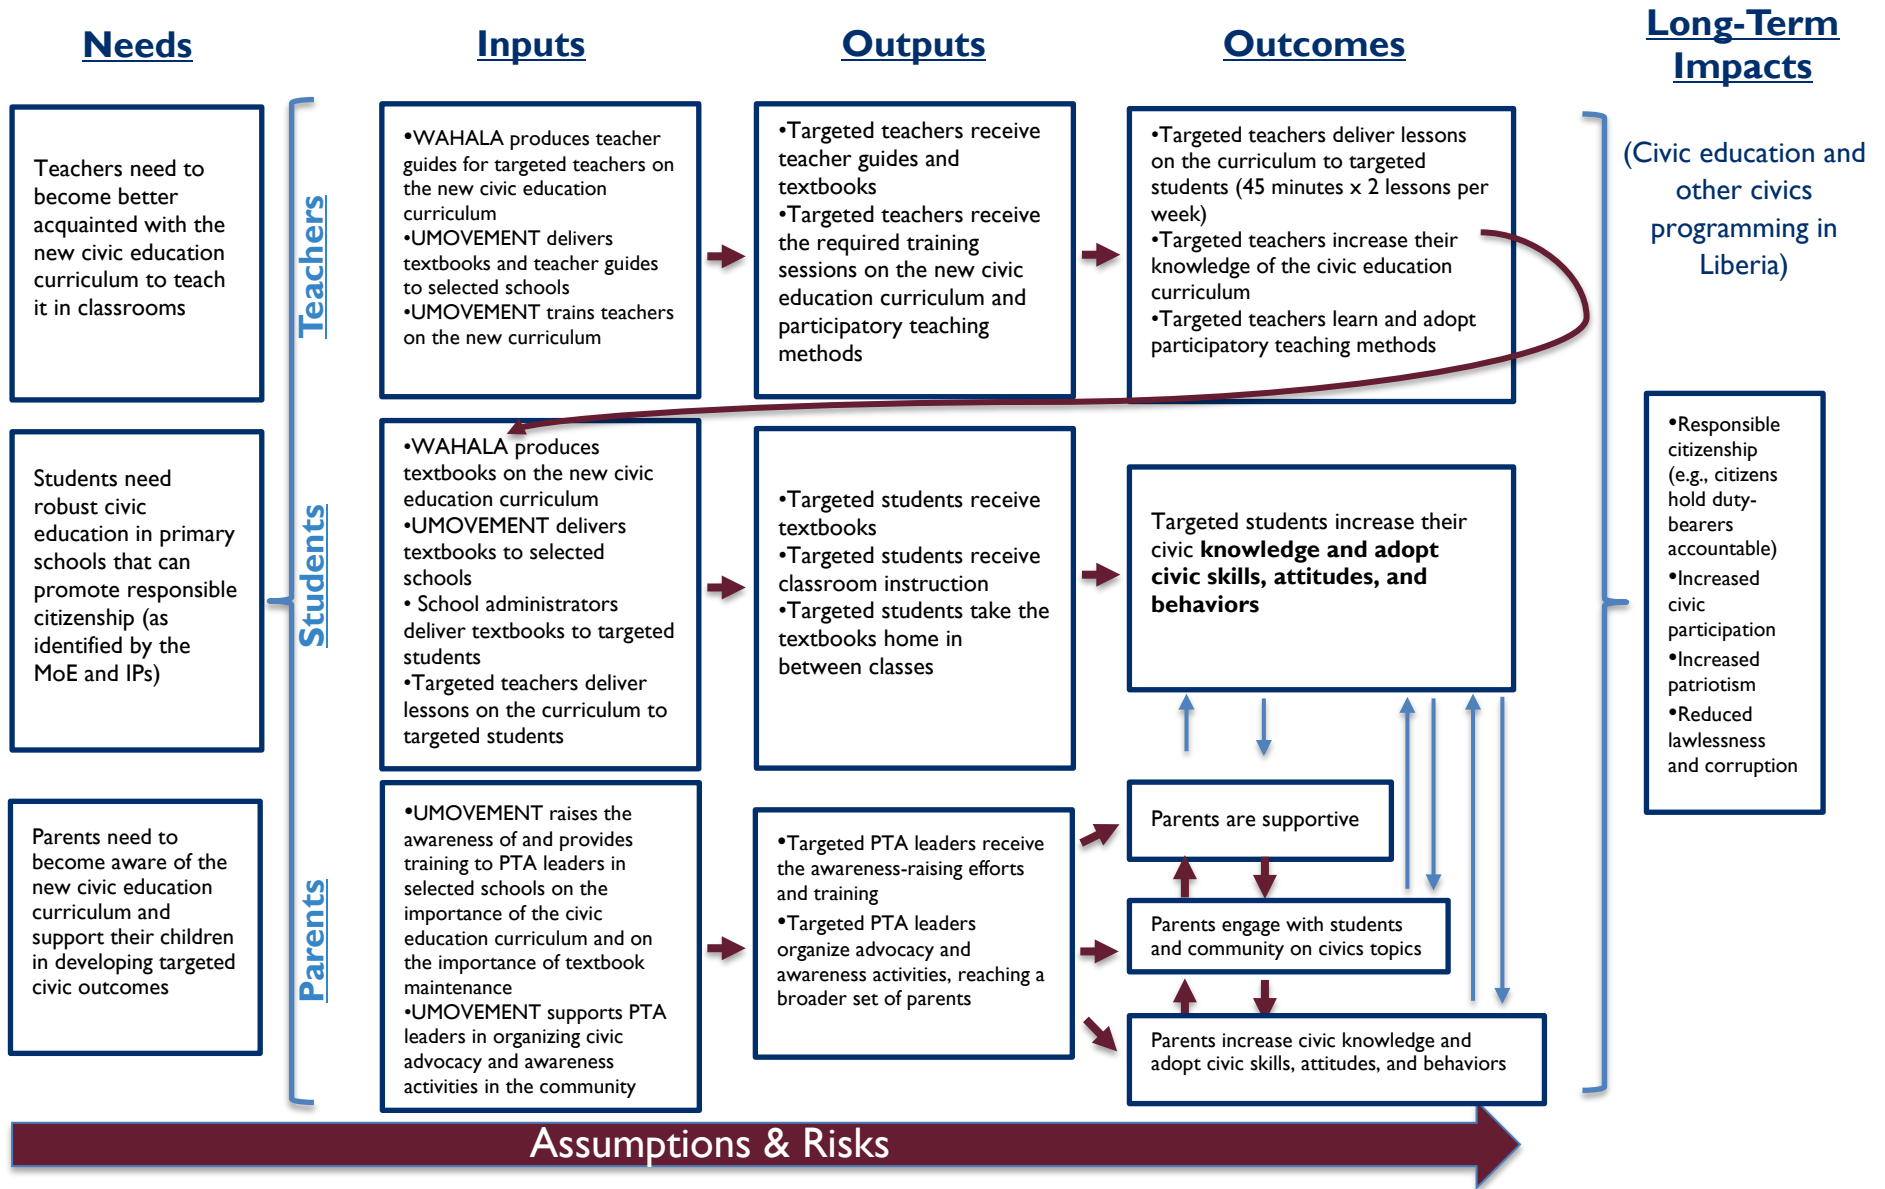 Needs
Inputs
Outputs
Outcomes
Long-Term
Impacts
Teachers need to
become better
acquainted with the
new civic education
curriculum to teach
it in classrooms
Teachers
•WAHALA produces teacher
guides for targeted teachers on
the new civic education
curriculum
•UMOVEMENT delivers
textbooks and teacher guides
to selected schools
•UMOVEMENT trains teachers
on the new curriculum
•Targeted teachers receive
teacher guides and
textbooks
•Targeted teachers receive
the required training
sessions on the new civic
education curriculum and
participatory teaching
methods
•Targeted teachers deliver lessons
on the curriculum to targeted
students (45 minutes x 2 lessons per
week)
•Targeted teachers increase their
knowledge of the civic education
curriculum
•Targeted teachers learn and adopt
participatory teaching methods
(Civic education and
other civics
programming in
Liberia)
Students need
robust civic
education in primary
schools that can
promote responsible
citizenship (as
identified by the
MoE and IPs)
Students
•WAHALA produces
textbooks on the new civic
education curriculum
•UMOVEMENT delivers
textbooks to selected
schools
• School administrators
deliver textbooks to targeted
students
•Targeted teachers deliver
lessons on the curriculum to
targeted students
•Targeted students receive
textbooks
•Targeted students receive
classroom instruction
•Targeted students take the
textbooks home in
between classes
Targeted students increase their
civic knowledge and adopt
civic skills, attitudes, and
behaviors
•Responsible
citizenship
(e.g., citizens
hold duty-
bearers
accountable)
•Increased
civic
participation
•Increased
patriotism
•Reduced
lawlessness
and corruption
Parents need to
become aware of the
new civic education
curriculum and
support their children
in developing targeted
civic outcomes
Parents
•UMOVEMENT raises the
awareness of and provides
training to PTA leaders in
selected schools on the
importance of the civic
education curriculum and on
the importance of textbook
maintenance
•UMOVEMENT supports PTA
leaders in organizing civic
advocacy and awareness
activities in the community
•Targeted PTA leaders receive
the awareness-raising efforts
and training
•Targeted PTA leaders
organize advocacy and
awareness activities, reaching a
broader set of parents
Parents are supportive
Parents engage with students
and community on civics topics
Parents increase civic knowledge and
adopt civic skills, attitudes, and behaviors
Assumptions & Risks